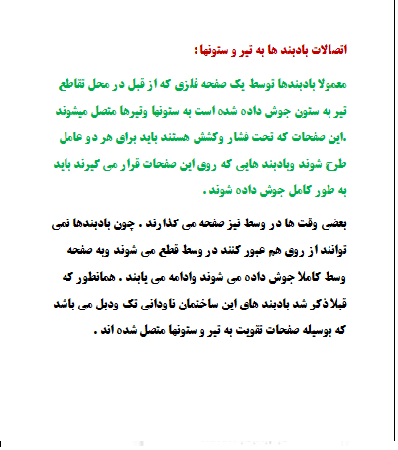 اتصالات بادبند ها به تیر و ستونها:
معمولا بادبندها توسط یک صفحه فلزی که از قبل در محل تقاطع
تیر به ستون جوش داده شده است به ستونها وتیرها متصل میشوند
.این صفحات که تحت فشار وکشش هستند باید برای هر دو عامل
طرح شوند وبادبند هایی که روی این صفحات قرار می گیرند باید
به طور کامل جوش داده شوند .
بعضی وقت ها در وسط نیز صفحه می گذارند . چون بادبندها نمی
توانند از روی هم عبور کنند در وسط قطع می شوند وبه صفحه
وسط کاملا جوش داده می شوند وادامه می یابند . همانطور که
قبلاذکر شد بادبند های این ساختمان ناودانی تک ودبل می باشد
که بوسیله صفحات تقویت به تیر و ستونها متصل شده اند .